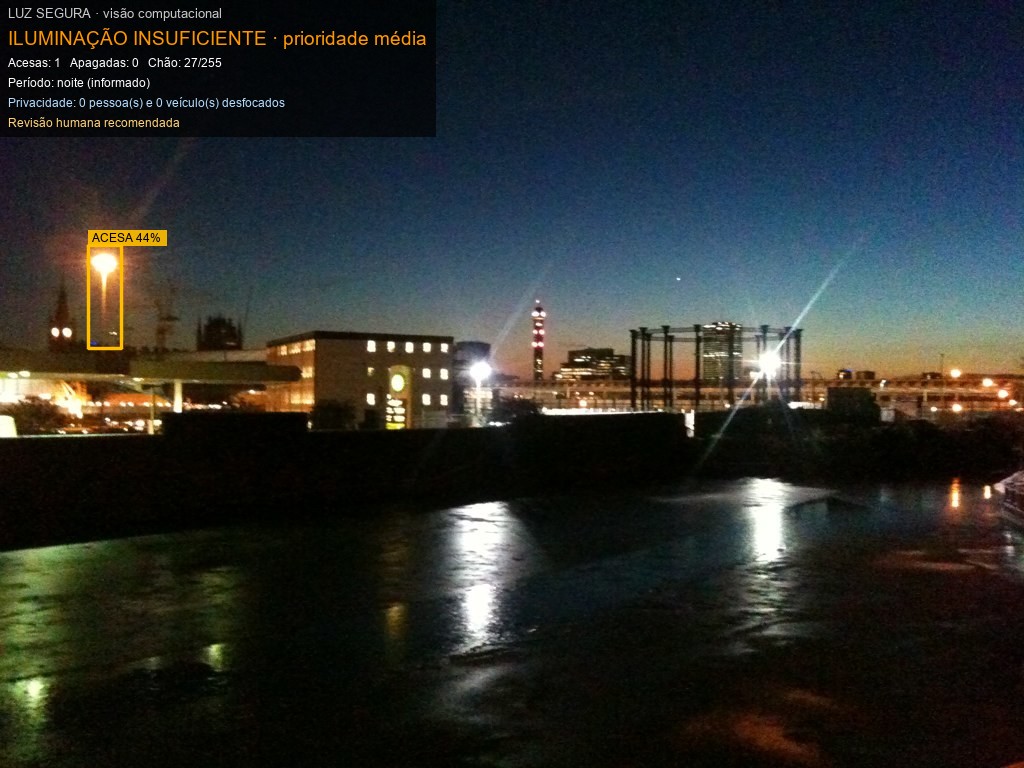 LUZ SEGURA · visão computacional
ILUMINAÇÃO INSUFICIENTE · prioridade média
Acesas: 1 Apagadas: 0 Chão: 27/255
Período: noite (informado)
Privacidade: 0 pessoa(s) e 0 veículo(s) desfocados
Revisão humana recomendada
ACESA 44%